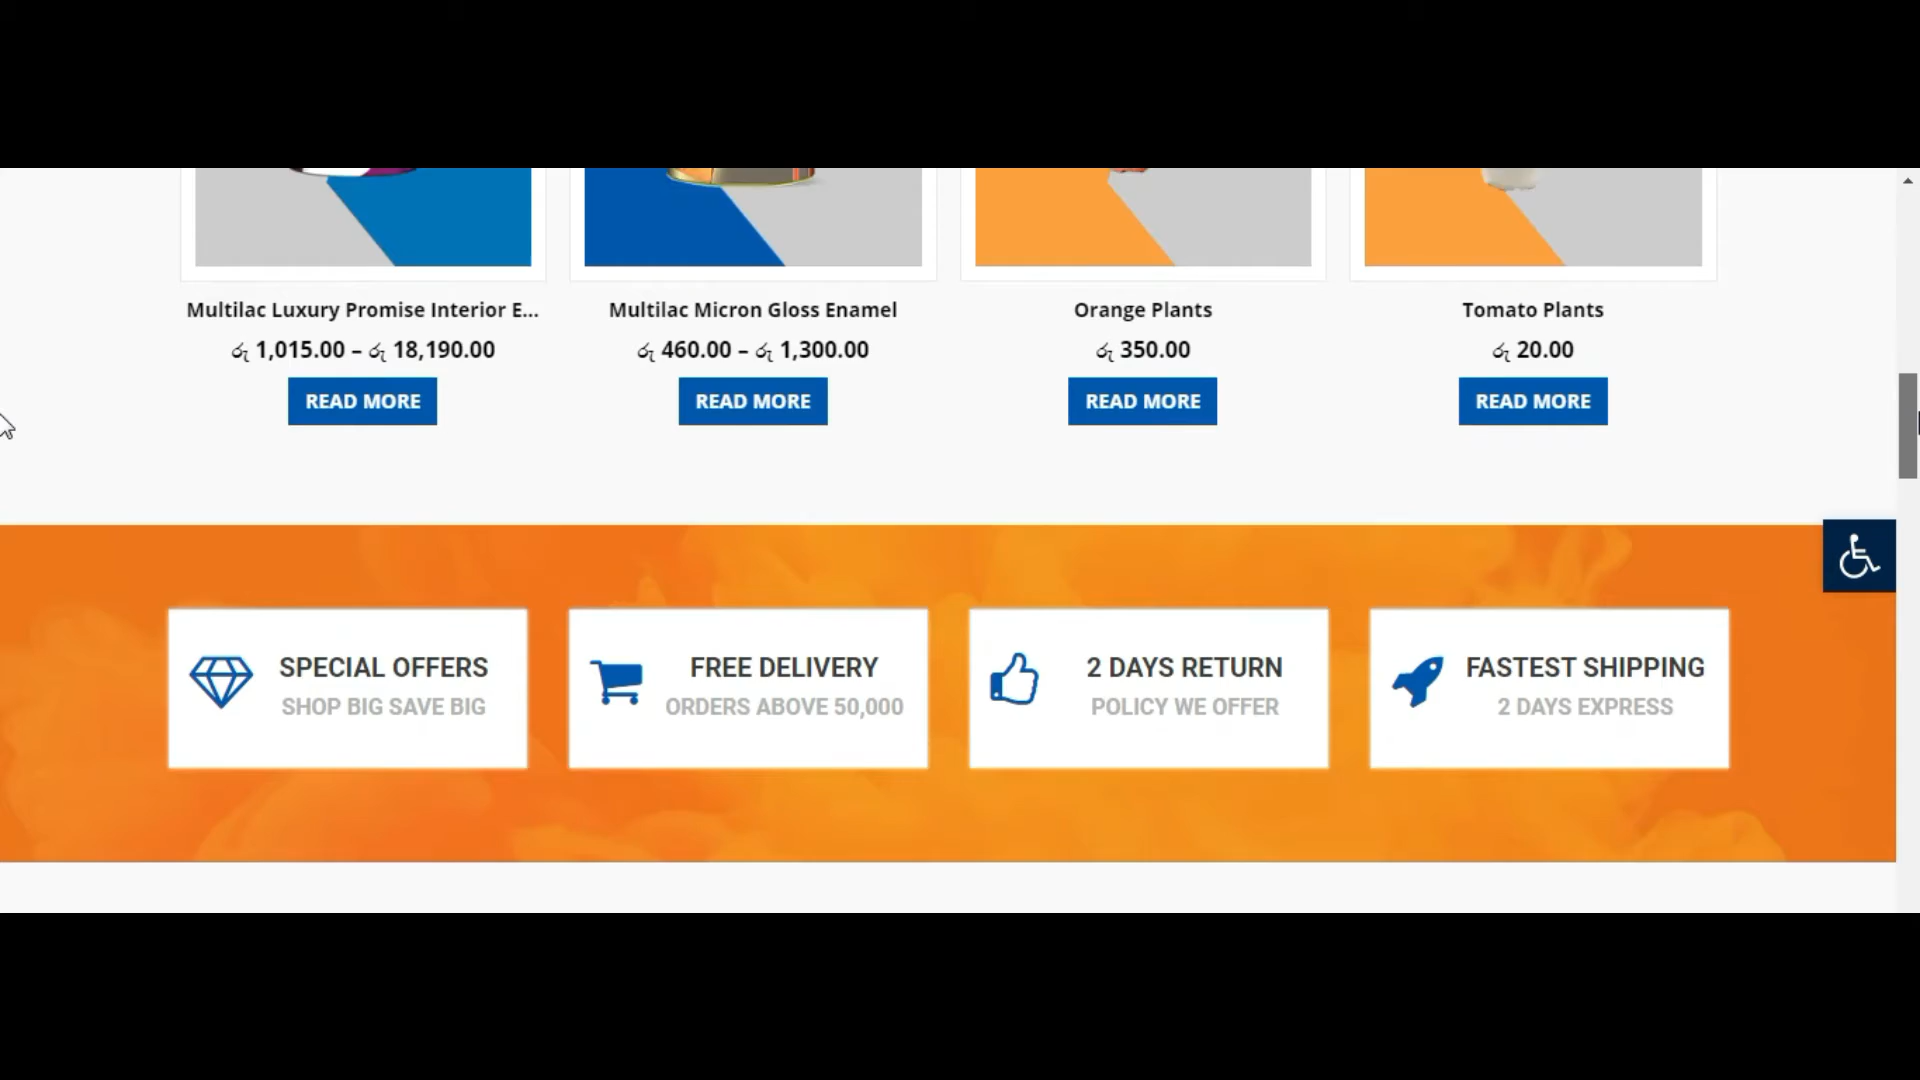 Multilac Luxury Promise Interior E...
Multilac Micron Gloss Enamel
Orange Plants
Tomato Plants
රු 1,015.00 – රු 18,190.00
රු 460.00 – රු 1,300.00
රු 350.00
රු 20.00
READ MORE
READ MORE
READ MORE
READ MORE
SPECIAL OFFERS
SHOP BIG SAVE BIG
FREE DELIVERY
ORDERS ABOVE 50,000
2 DAYS RETURN
POLICY WE OFFER
FASTEST SHIPPING
2 DAYS EXPRESS